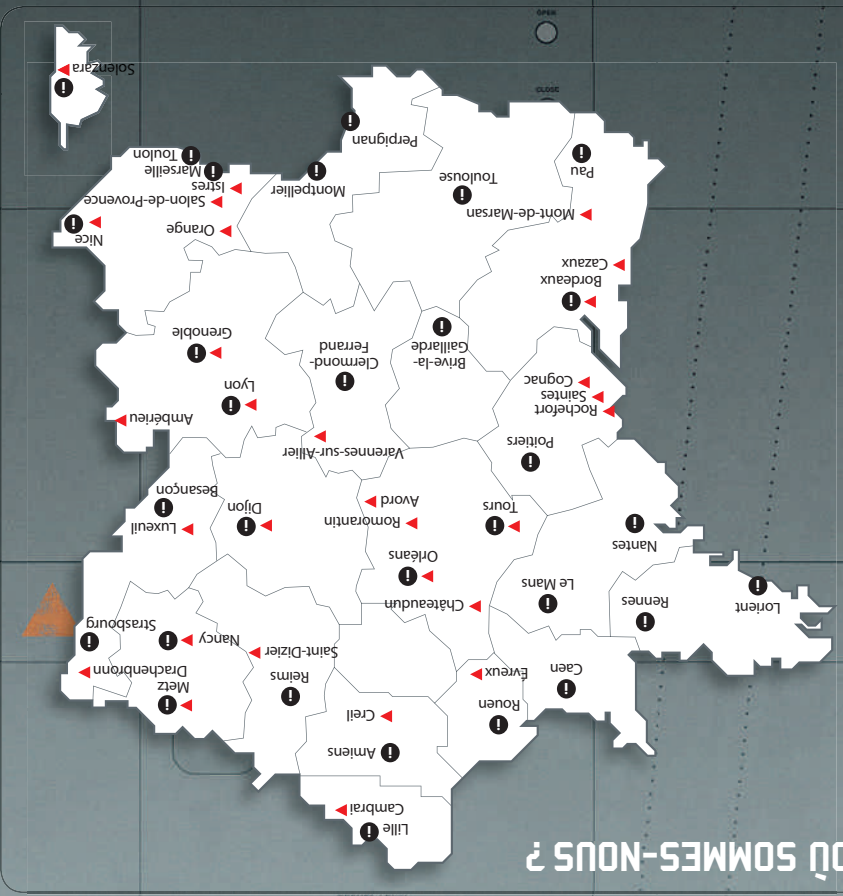 OÙ SOMMES-NOUS ?
Lille
Cambrai
Amiens
Creil
Rouen
Évreux
Caen
Reims
Saint-Dizier
Metz
Drachenbronn
Nancy
Strasbourg
Lorient
Rennes
Le Mans
Châteaudun
Orléans
Nantes
Tours
Romorantin
Avord
Dijon
Luxeuil
Besançon
Poitiers
Varennes-sur-Allier
Rochefort
Saintes
Cognac
Ambérieu
Lyon
Brive-la-
Gaillarde
Clermond-
Ferrand
Grenoble
Bordeaux
Cazaux
Nice
Orange
Mont-de-Marsan
Salon-de-Provence
Istres
Toulouse
Montpellier
Marseille
Toulon
Pau
Perpignan
Solenzara
CLOSE
OPEN